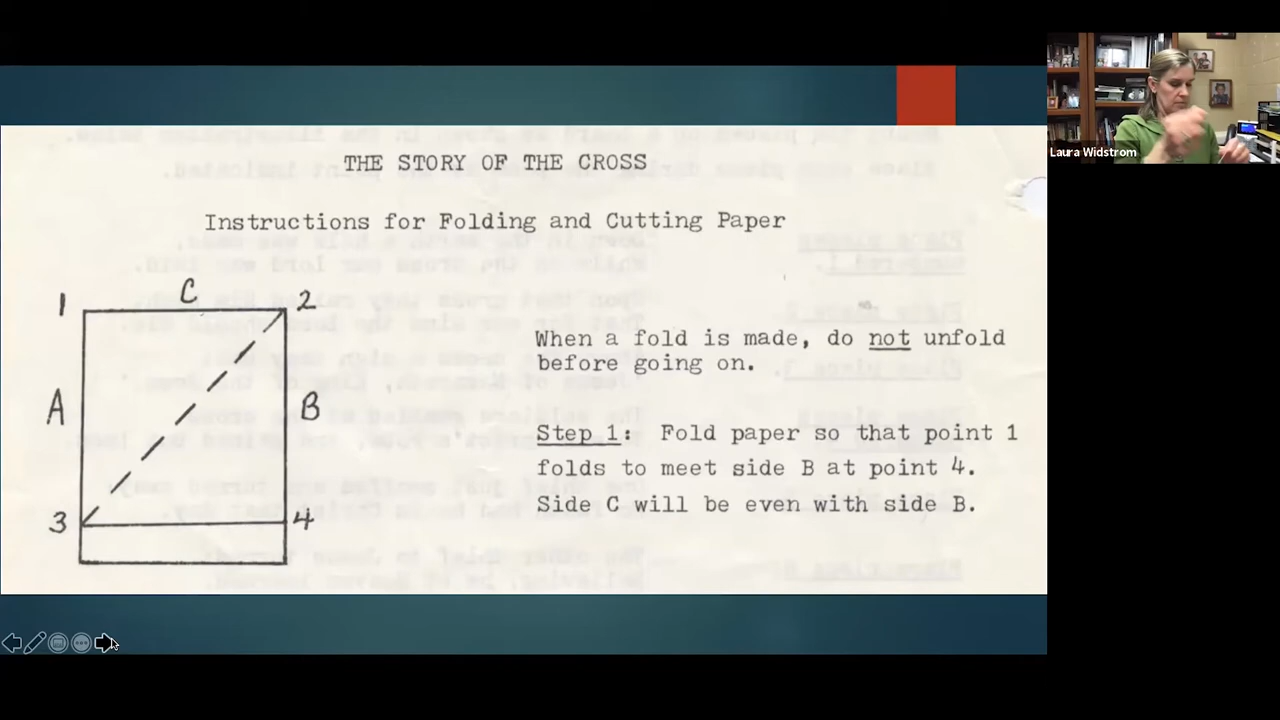 THE STORY OF THE CROSS
Instructions for Folding and Cutting Paper
C
1
2
A
B
3
4
When a fold is made, do not unfold
before going on.
Step 1: Fold paper so that point 1
folds to meet side B at point 4.
Side C will be even with side B.
Laura Widstrom